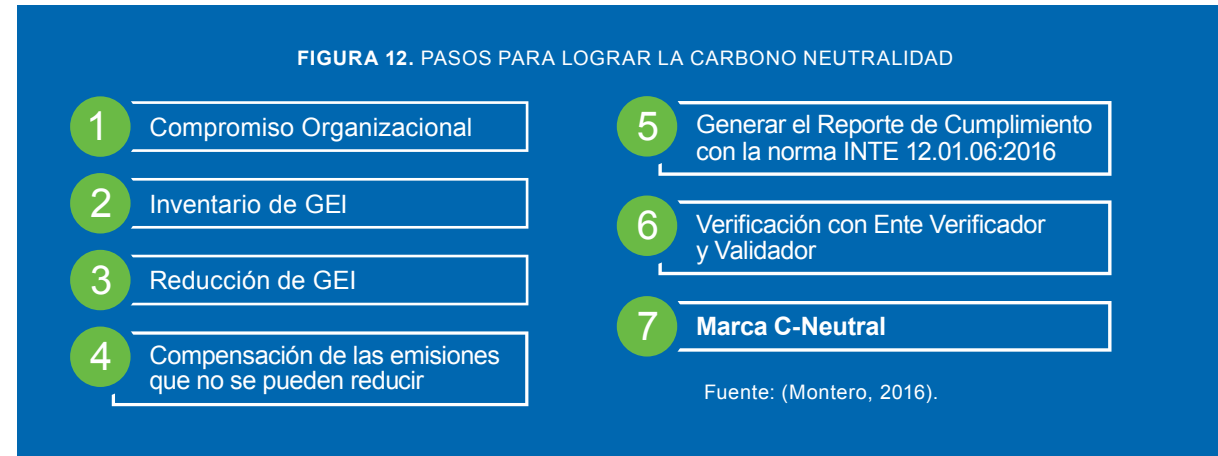 FIGURA 12. PASOS PARA LOGRAR LA CARBONO NEUTRALIDAD
1
Compromiso Organizacional
2
Inventario de GEI
3
Reducción de GEI
4
Compensación de las emisiones
que no se pueden reducir
5
Generar el Reporte de Cumplimiento
con la norma INTE 12.01.06:2016
6
Verificación con Ente Verificador
y Validador
7
Marca C-Neutral
Fuente: (Montero, 2016).